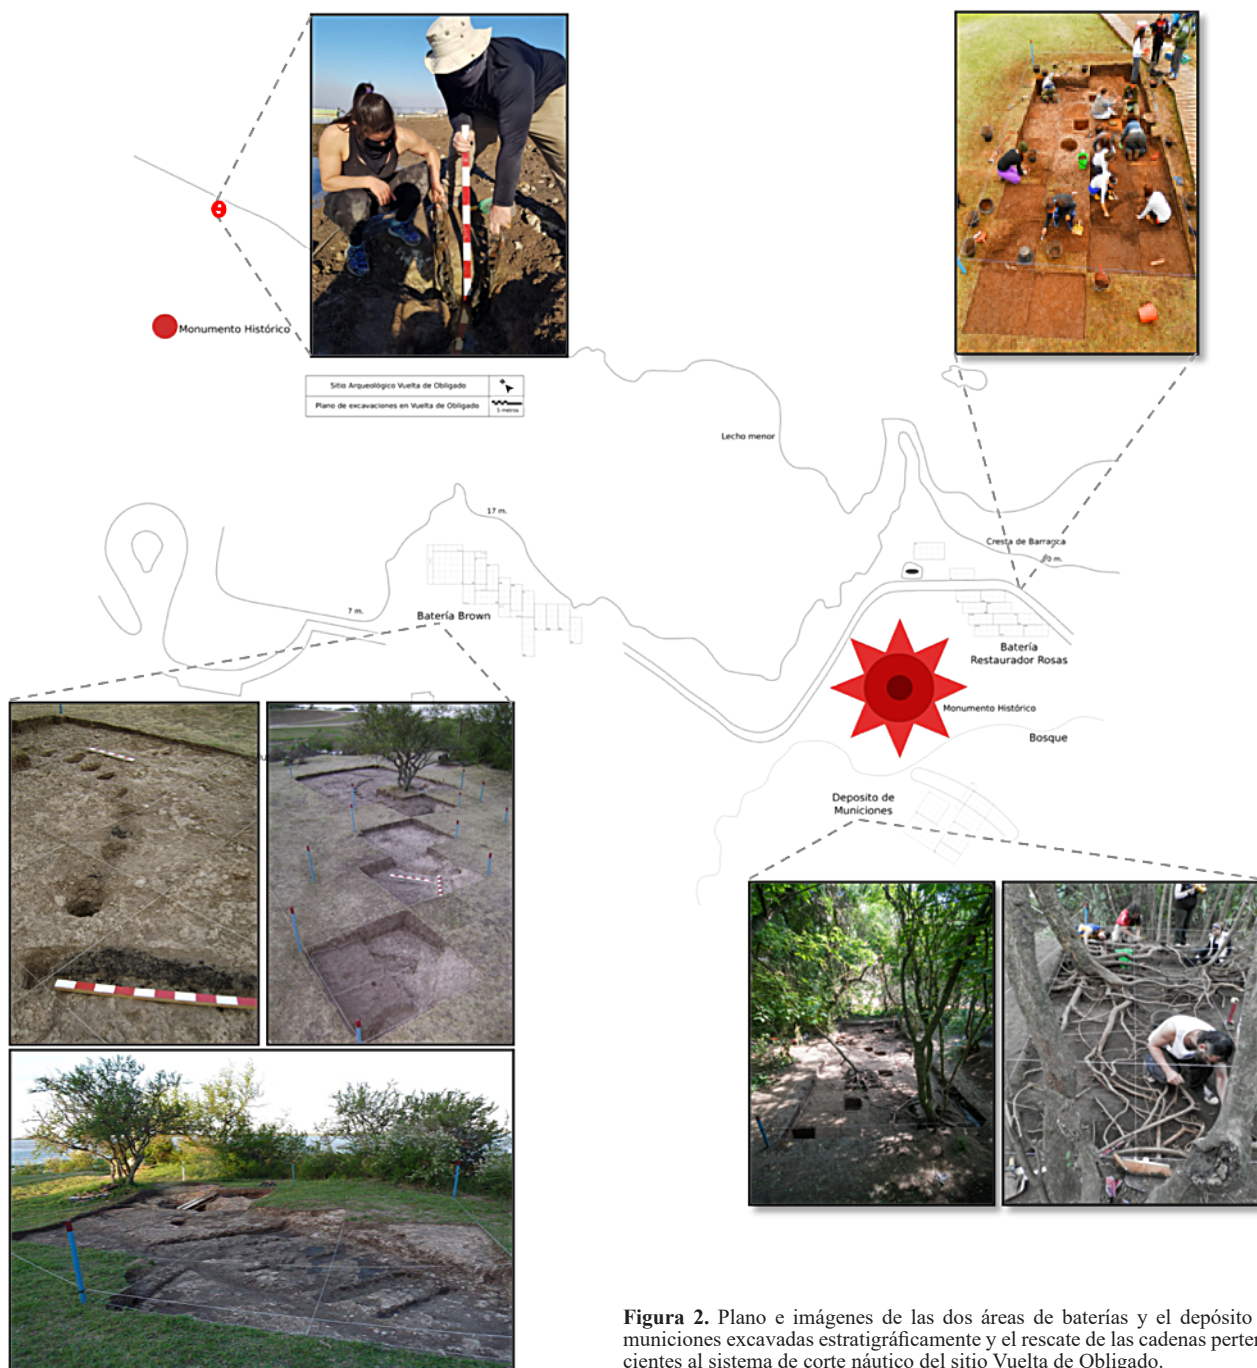 Monumento Histórico
Sitio Arqueológico Vuelta de Obligado
Plano de excavaciones en Vuelta de Obligado
5 metros
Lecho menor
17 m.
Cresta de Barranca
7 m.
Batería Brown
Batería
Restaurador Rosas
Monumento Histórico
Bosque
Deposito de
Municiones
Figura 2. Plano e imágenes de las dos áreas de baterías y el depósito
municiones excavadas estratigráficamente y el rescate de las cadenas perten
cientes al sistema de corte náutico del sitio Vuelta de Obligado.